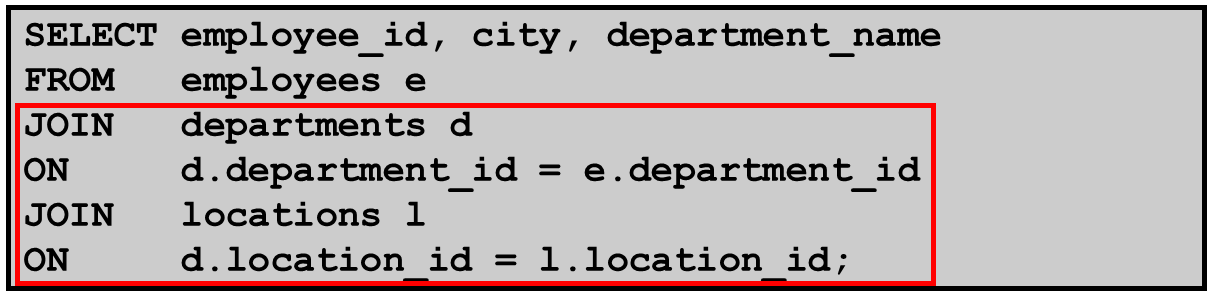 SELECT employee_id, city, department_name
FROM employees e
JOIN departments d
ON d.department_id = e.department_id
JOIN locations l
ON d.location_id = l.location_id;